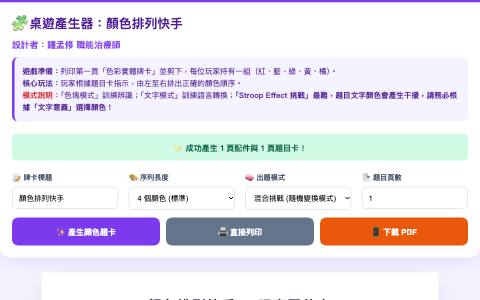 桌遊產生器：顏色排列快手
設計者：鍾孟修 職能治療師
遊戲準備：列印第一頁「色彩實體牌卡」並剪下，每位玩家持有一組（紅、藍、綠、黃、橘）。
核心玩法：玩家根據題目卡指示，由左至右排出正確的顏色順序。
模式說明：「色塊模式」訓練辨識；「文字模式」訓練語言轉換；「Stroop Effect 挑戰」最難，題目文字顏色會產生干擾，請務必根
據「文字意義」選擇顏色！
✨ 成功產生 1 頁配件與 1 頁題目卡！
📝 牌卡標題
🎨 序列長度
🧠 出題模式
📄 題目頁數
顏色排列快手
4 個顏色 (標準)
混合挑戰 (隨機變換模式)
1
✨ 產生顏色題卡
🖨️ 直接列印
📱 下載 PDF